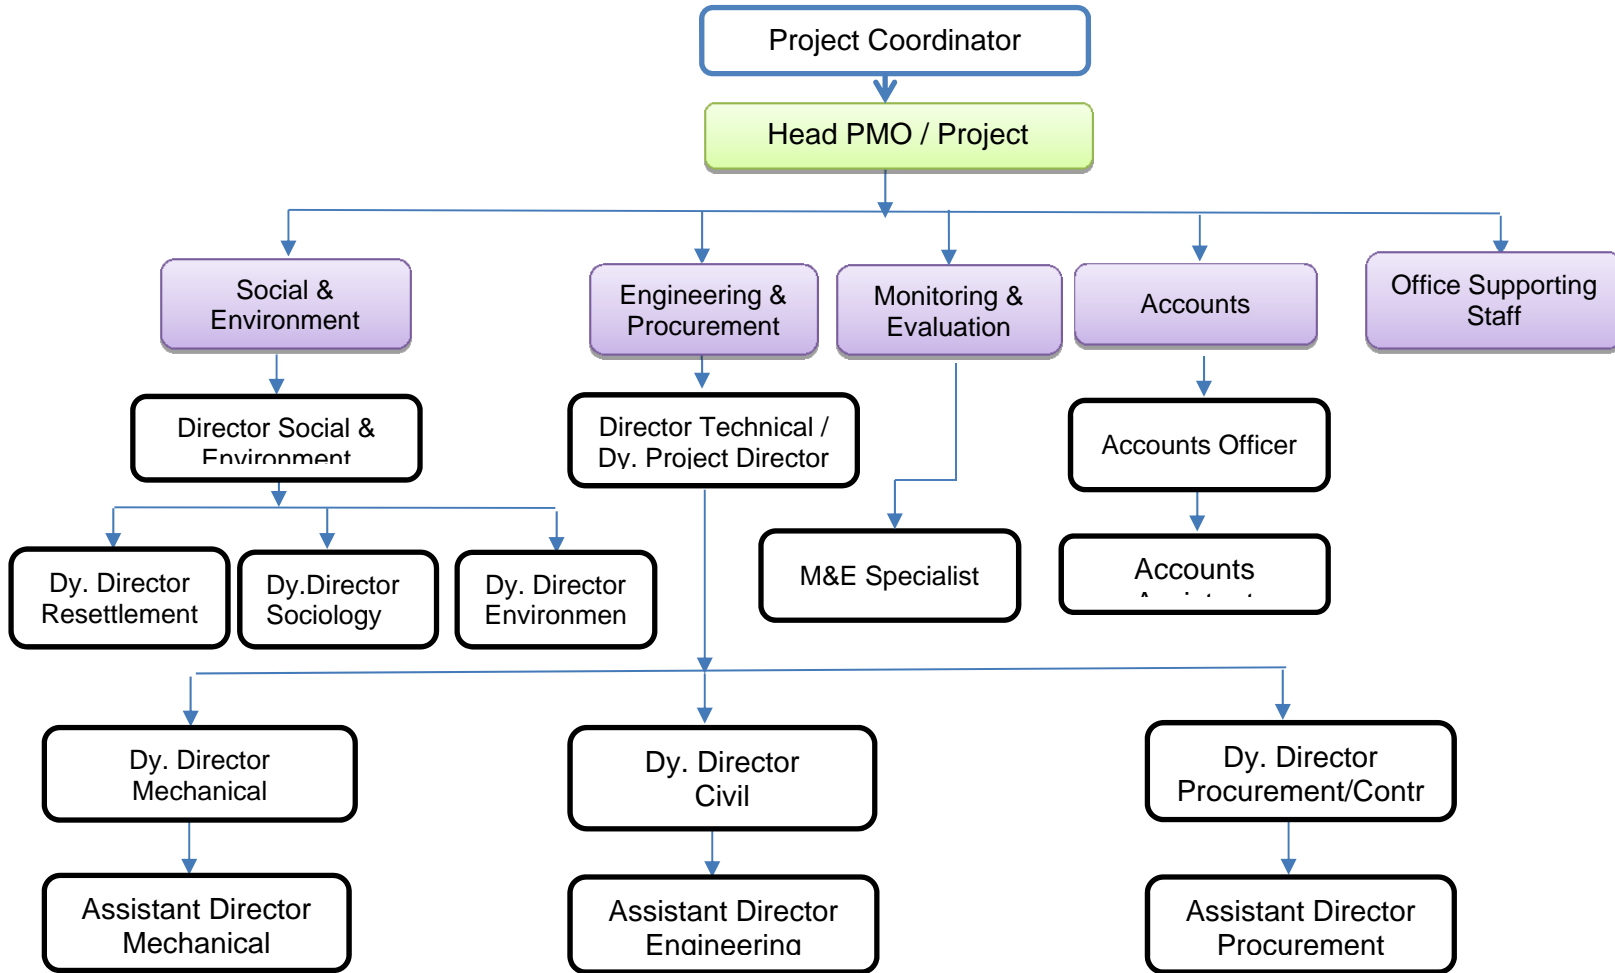 Project Coordinator
Head PMO / Project
Social &
Environment
Engineering &
Procurement
Monitoring &
Evaluation
Accounts
Office Supporting
Staff
Director Social &
Environment
Director Technical /
Dy. Project Director
Accounts Officer
Dy. Director
Resettlement
Dy.Director
Sociology
Dy. Director
Environmen
M&E Specialist
Accounts
Dy. Director
Mechanical
Dy. Director
Civil
Dy. Director
Procurement/Contr
Assistant Director
Mechanical
Assistant Director
Engineering
Assistant Director
Procurement